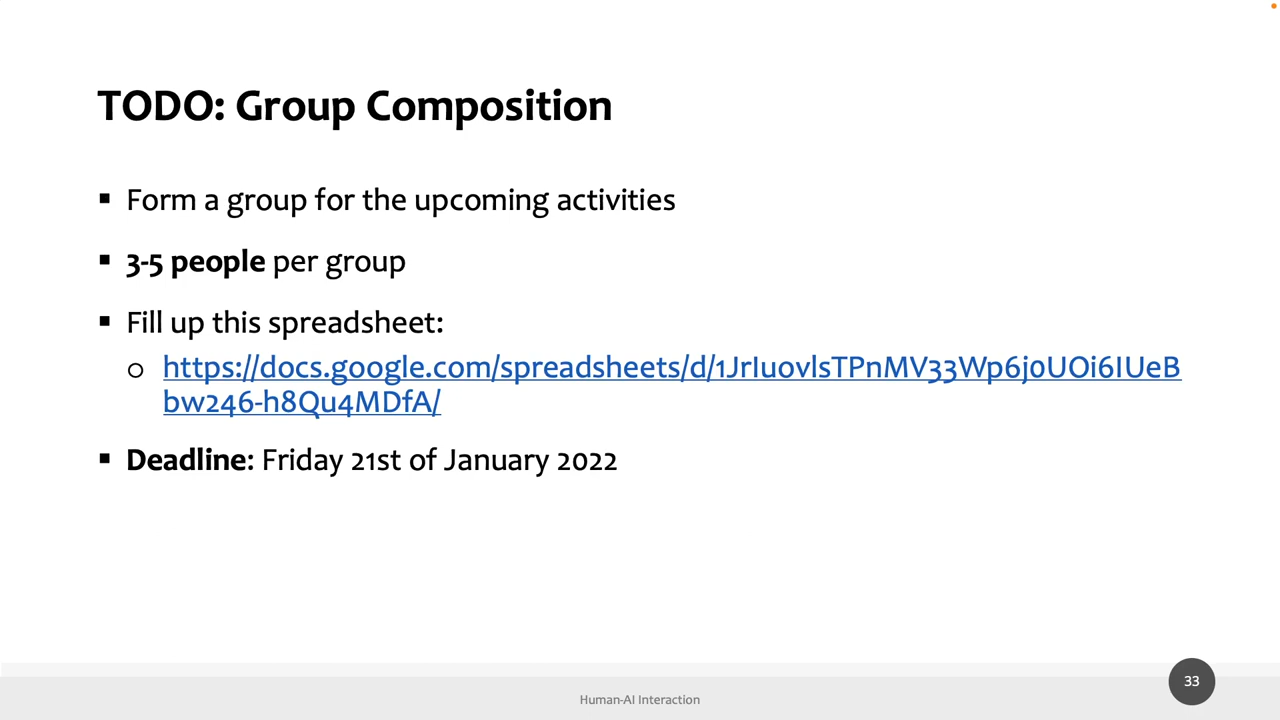 TODO: Group Composition
▪ Form a group for the upcoming activities
▪ 3-5 people per group
▪ Fill up this spreadsheet:
o https://docs.google.com/spreadsheets/d/1JrIuovlsTPnMV33Wp6j0UOi6IUeB
bw246-h8Qu4MDfA/
▪ Deadline: Friday 21st of January 2022
33
Human-AI Interaction